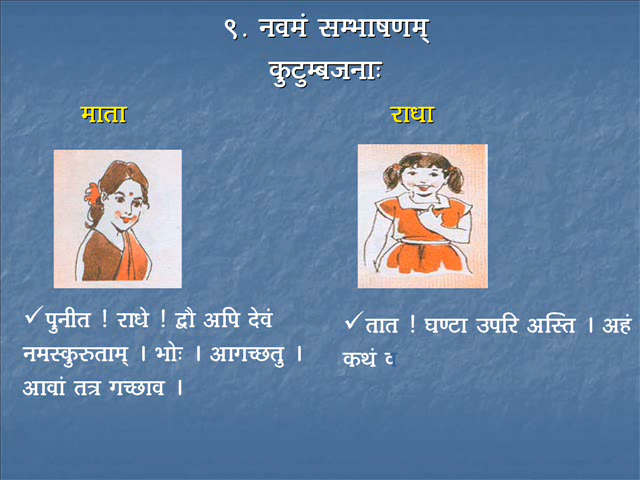 ९. नवमं सम्भाषणम्
कुटुम्बजनाः
माता
राधा
✓पुनीत ! राधे ! द्वौ अपि देवं
नमस्कुरुताम् । भोः । आगच्छतु ।
आवां तत्र गच्छाव ।
✓तात ! घण्टा उपरि अस्ति । अहं
कथं